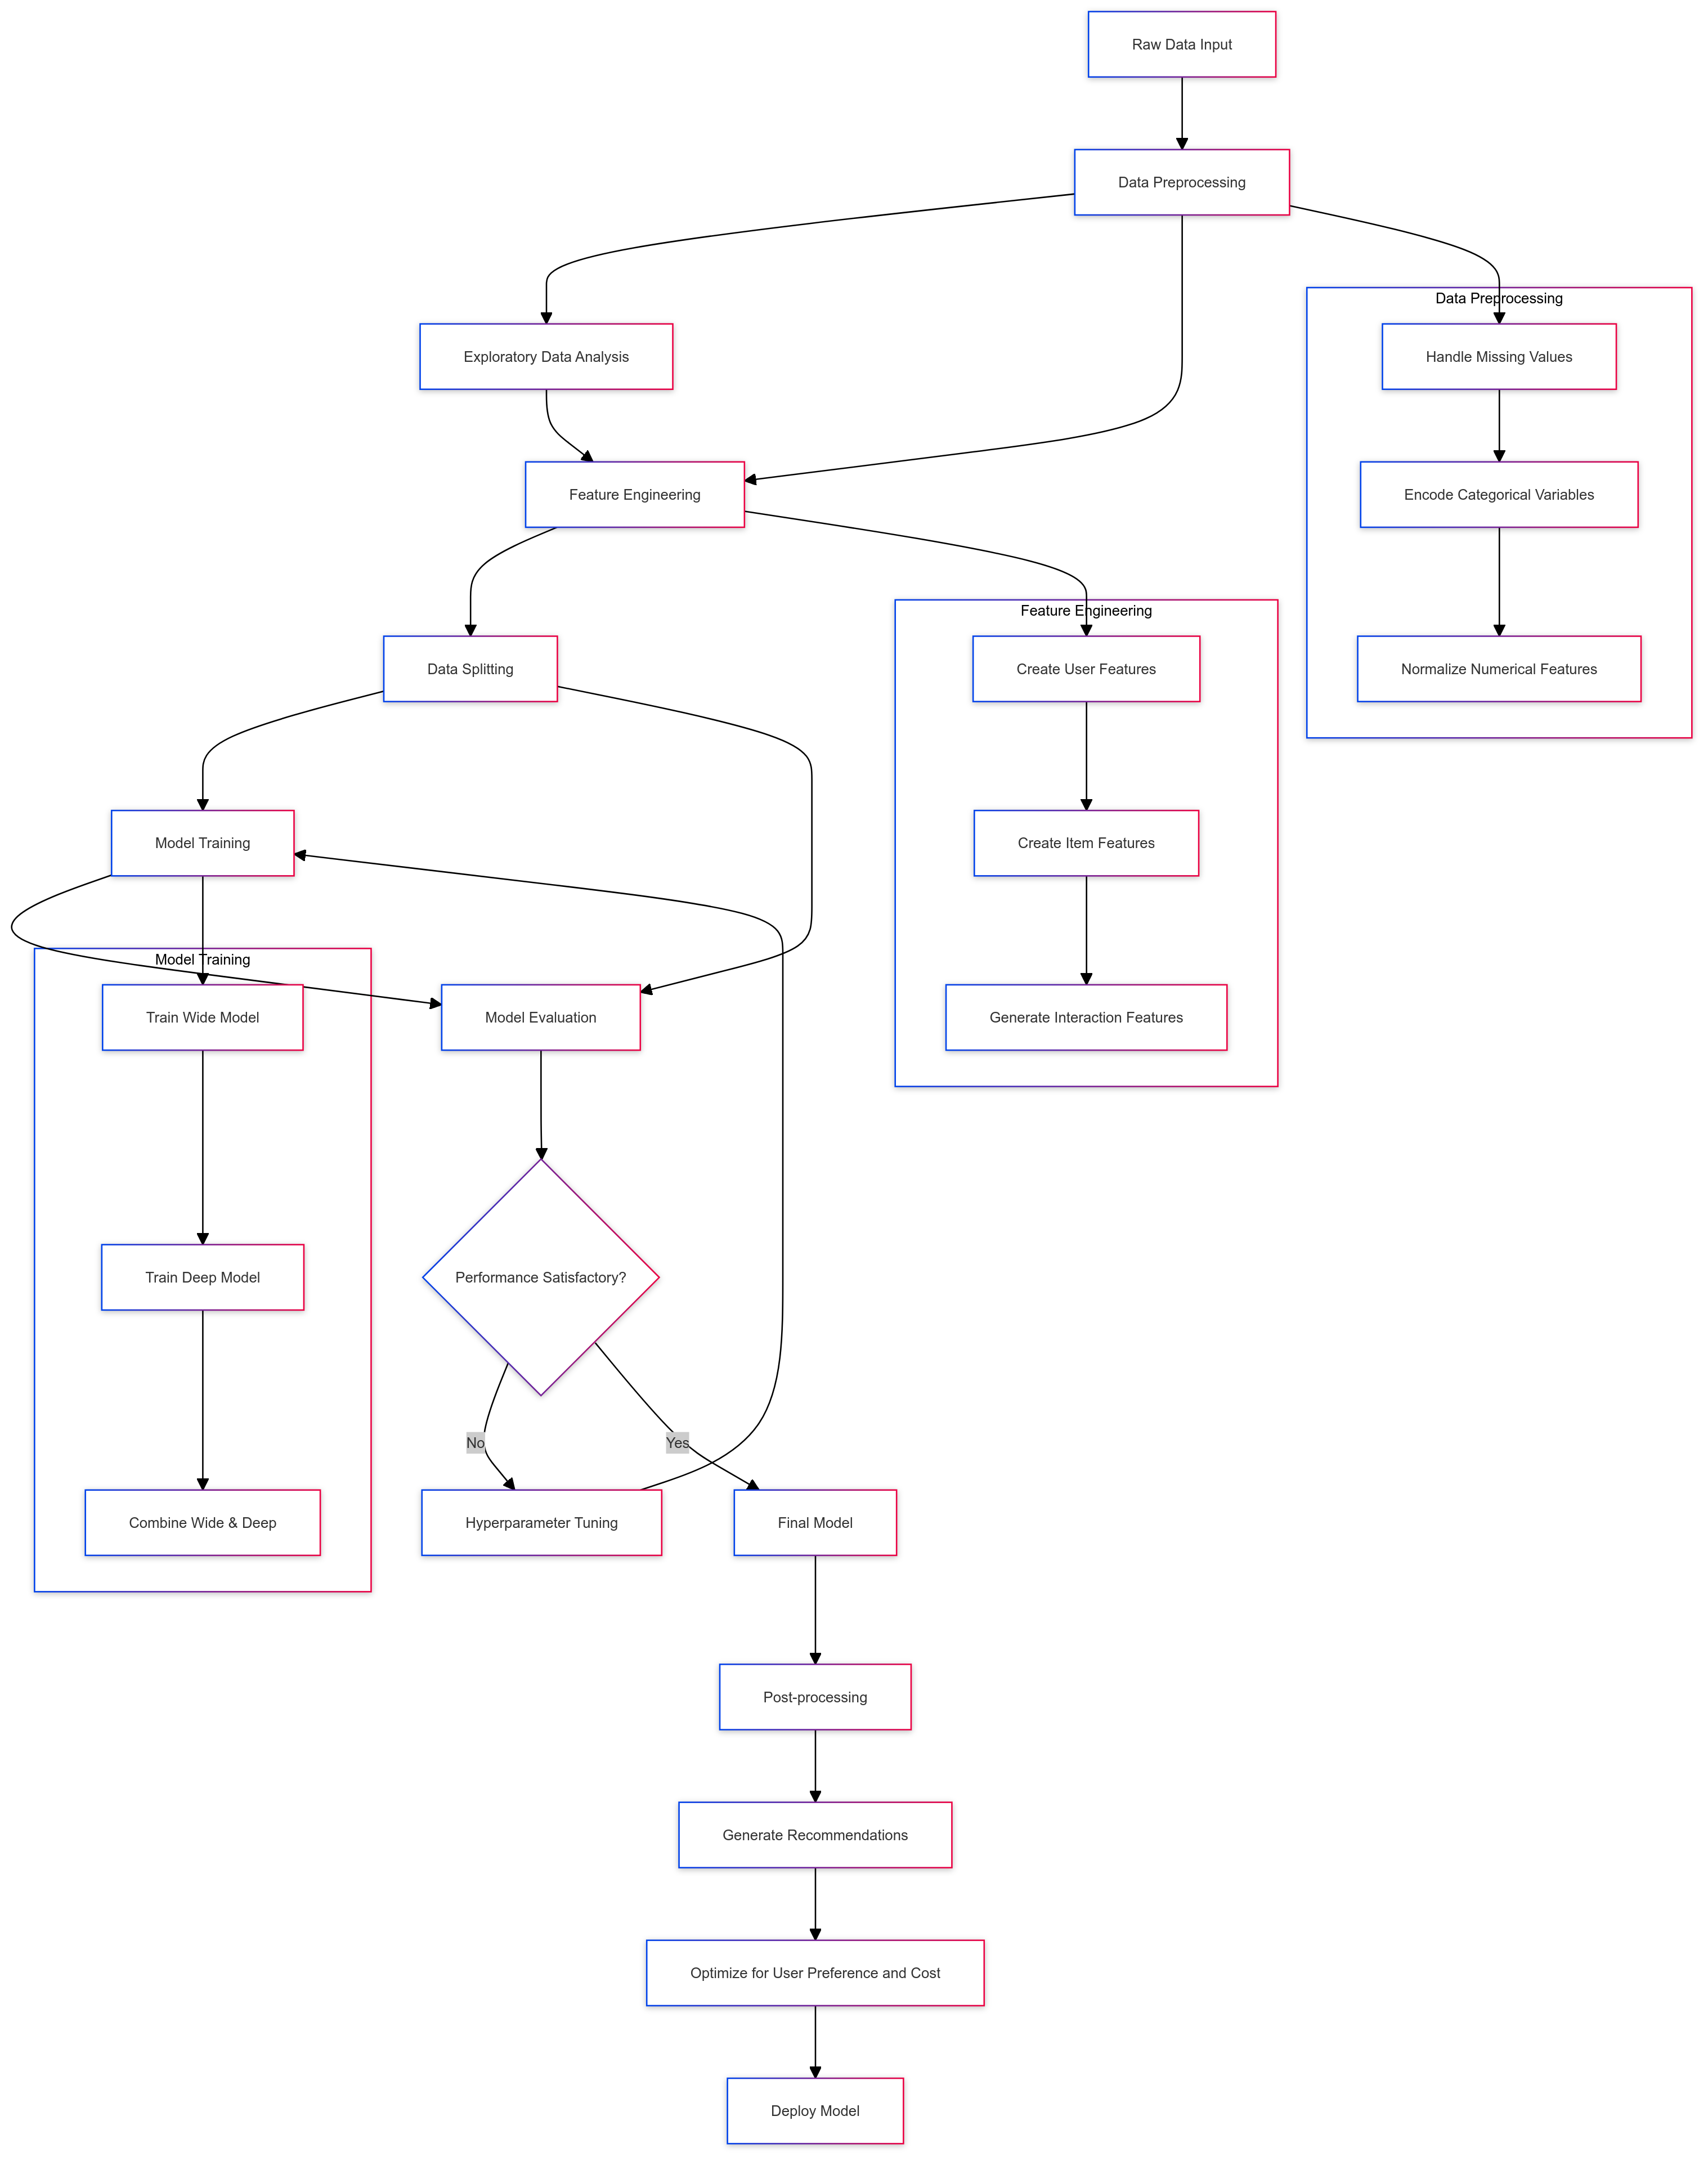 Raw Data Input
Data Preprocessing
Data Preprocessing
Exploratory Data Analysis
Handle Missing Values
Feature Engineering
Encode Categorical Variables
Feature Engineering
Data Splitting
Create User Features
Normalize Numerical Features
Model Training
Create Item Features
Model Training
Train Wide Model
Model Evaluation
Generate Interaction Features
Train Deep Model
Performance Satisfactory?
No
Yes
Combine Wide & Deep
Hyperparameter Tuning
Final Model
Post-processing
Generate Recommendations
Optimize for User Preference and Cost
Deploy Model